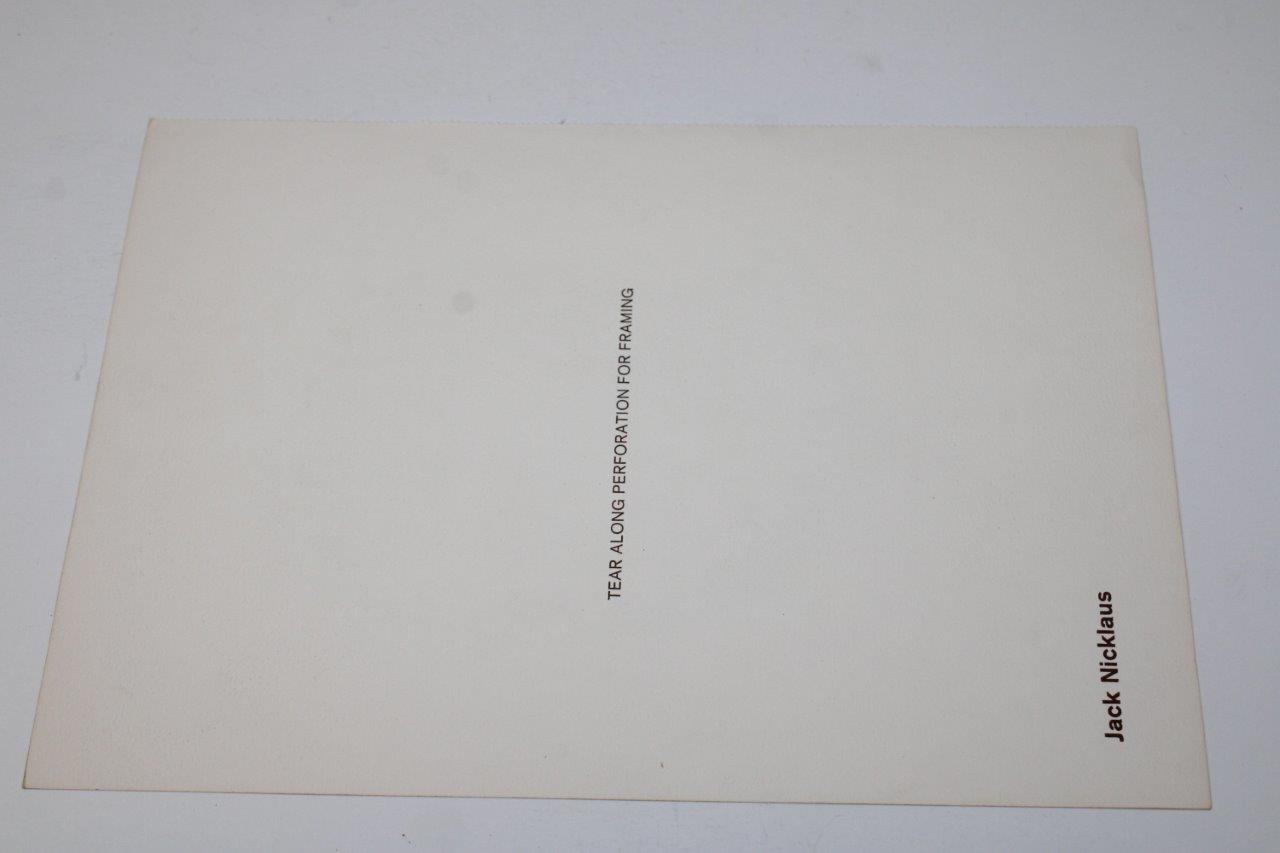 TEAR ALONG PERFORATION FOR FRAMING
Jack Nicklaus